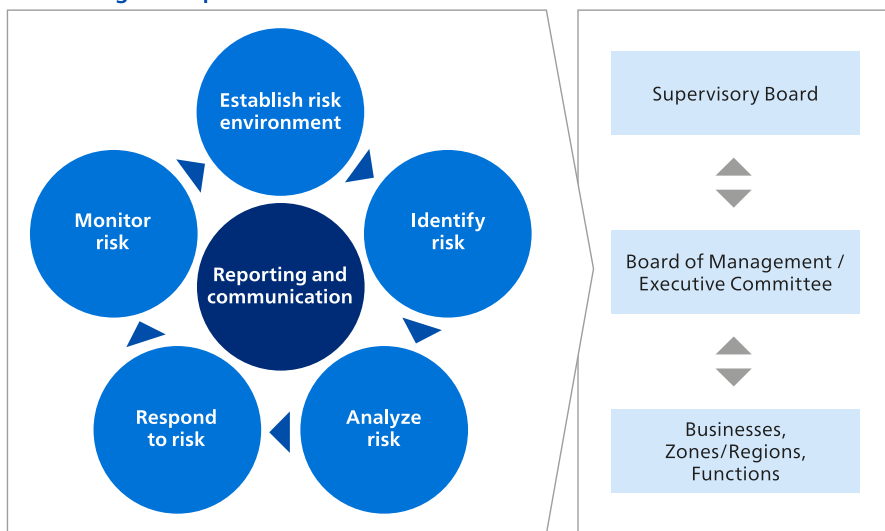 Establish risk
environment
Identify
risk
Analyze
risk
Respond
to risk
Monitor
risk
Reporting and
communication
Supervisory Board
Board of Management /
Executive Committee
Businesses,
Zones/Regions,
Functions